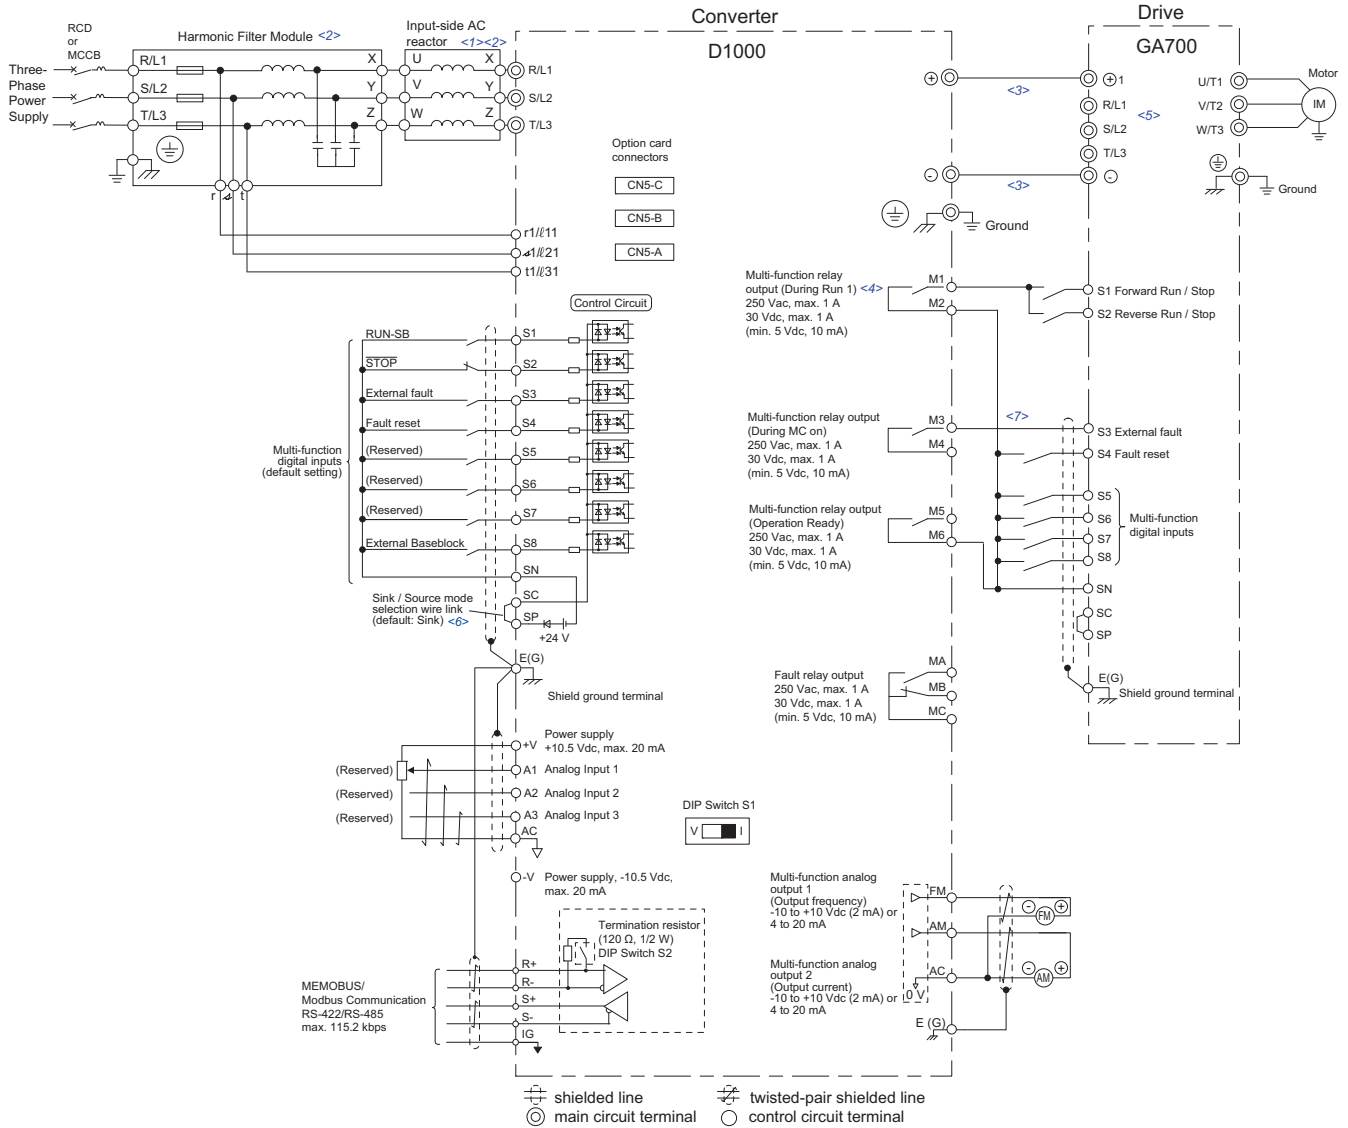 Converter
D1000
Drive
GA700
RCD
or
MCCB
Harmonic Filter Module <2>
Input-side AC
reactor <1><2>
Three-
Phase
Power
Supply
R/L1
S/L2
T/L3
X
Y
Z
U
V
W
X
Y
Z
R/L1
S/L2
T/L3
r
t
r1/ℓ11
1/ℓ21
t1/ℓ31
Option card
connectors
CN5-C
CN5-B
CN5-A
+
<3>
+ 1
R/L1
S/L2
T/L3
<5>
-
<3>
-
U/T1
V/T2
W/T3
Motor
IM
Ground
Ground
Control Circuit
Multi-function
digital inputs
(default setting)
RUN-SB
S1
STOP
S2
External fault
S3
Fault reset
S4
(Reserved)
S5
(Reserved)
S6
(Reserved)
S7
External Baseblock
S8
SN
SC
SP
+24 V
Sink / Source mode
selection wire link
(default: Sink) <6>
E(G)
Shield ground terminal
+V
Power supply
+10.5 Vdc, max. 20 mA
(Reserved)
A1 Analog Input 1
(Reserved)
A2 Analog Input 2
(Reserved)
A3 Analog Input 3
AC
-V Power supply, -10.5 Vdc,
max. 20 mA
Termination resistor
(120 Ω, 1/2 W)
DIP Switch S2
MEMOBUS/
Modbus Communication
RS-422/RS-485
max. 115.2 kbps
R+
R-
S+
S-
IG
DIP Switch S1
V
I
Multi-function relay
output (During Run 1) <4>
250 Vac, max. 1 A
30 Vdc, max. 1 A
(min. 5 Vdc, 10 mA)
M1
M2
Multi-function relay output
(During MC on)
250 Vac, max. 1 A
30 Vdc, max. 1 A
(min. 5 Vdc, 10 mA)
M3
M4
Multi-function relay output
(Operation Ready)
250 Vac, max. 1 A
30 Vdc, max. 1 A
(min. 5 Vdc, 10 mA)
M5
M6
Fault relay output
250 Vac, max. 1 A
30 Vdc, max. 1 A
(min. 5 Vdc, 10 mA)
MA
MB
MC
S1 Forward Run / Stop
S2 Reverse Run / Stop
<7>
S3 External fault
S4 Fault reset
S5
S6
S7
S8
Multi-function
digital inputs
SN
SC
SP
E(G)
Shield ground terminal
Multi-function analog
output 1
(Output frequency)
-10 to +10 Vdc (2 mA) or
4 to 20 mA
Multi-function analog
output 2
(Output current)
-10 to +10 Vdc (2 mA) or
4 to 20 mA
FM
AM
AC
0 V
E (G)
- +
FM
- +
AM
shielded line
twisted-pair shielded line
main circuit terminal
control circuit terminal